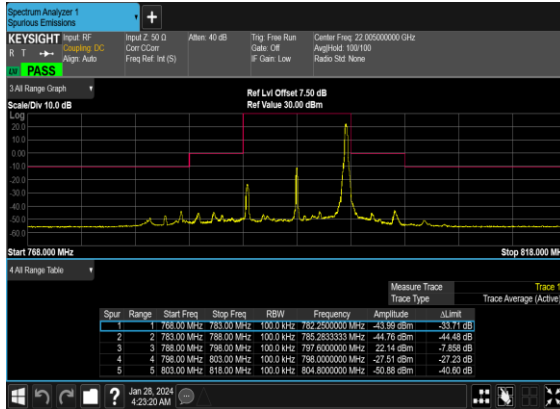 Spectrum Analyzer 1
Spurious Emissions
+
KEYSIGHT Input: RF Input Z: 50 Ω Atten: 40 dB Trig: Free Run Center Freq: 22.005000000 GHz
R T Coupling: DC Corr CCorr Gate: Off Avg|Hold: 100/100
Align: Auto Freq Ref: Int (S) IF Gain: Low Radio Std: None
PASS
3 All Range Graph
Ref Lvl Offset 7.50 dB
Scale/Div 10.0 dB Ref Value 30.00 dBm
Log
20.0
10.0
0.00
-10.0
-20.0
-30.0
-40.0
-50.0
-60.0
Start 768.000 MHz Stop 818.000 MH
4 All Range Table
Measure Trace Trace 1
Trace Type Trace Average (Active)
Spur Range Start Freq Stop Freq RBW Frequency Amplitude ΔLimit
1 1 768.00 MHz 783.00 MHz 100.0 kHz 782.2500000 MHz -43.99 dBm -33.71 dB
2 2 783.00 MHz 788.00 MHz 100.0 kHz 785.2833333 MHz -44.76 dBm -44.48 dB
3 3 788.00 MHz 798.00 MHz 100.0 kHz 797.6000000 MHz 22.14 dBm -7.858 dB
4 4 798.00 MHz 803.00 MHz 100.0 kHz 798.0000000 MHz -27.51 dBm -27.23 dB
5 5 803.00 MHz 818.00 MHz 100.0 kHz 804.8000000 MHz -50.88 dBm -40.60 dB
? Jan 28, 2024
4:23:20 AM